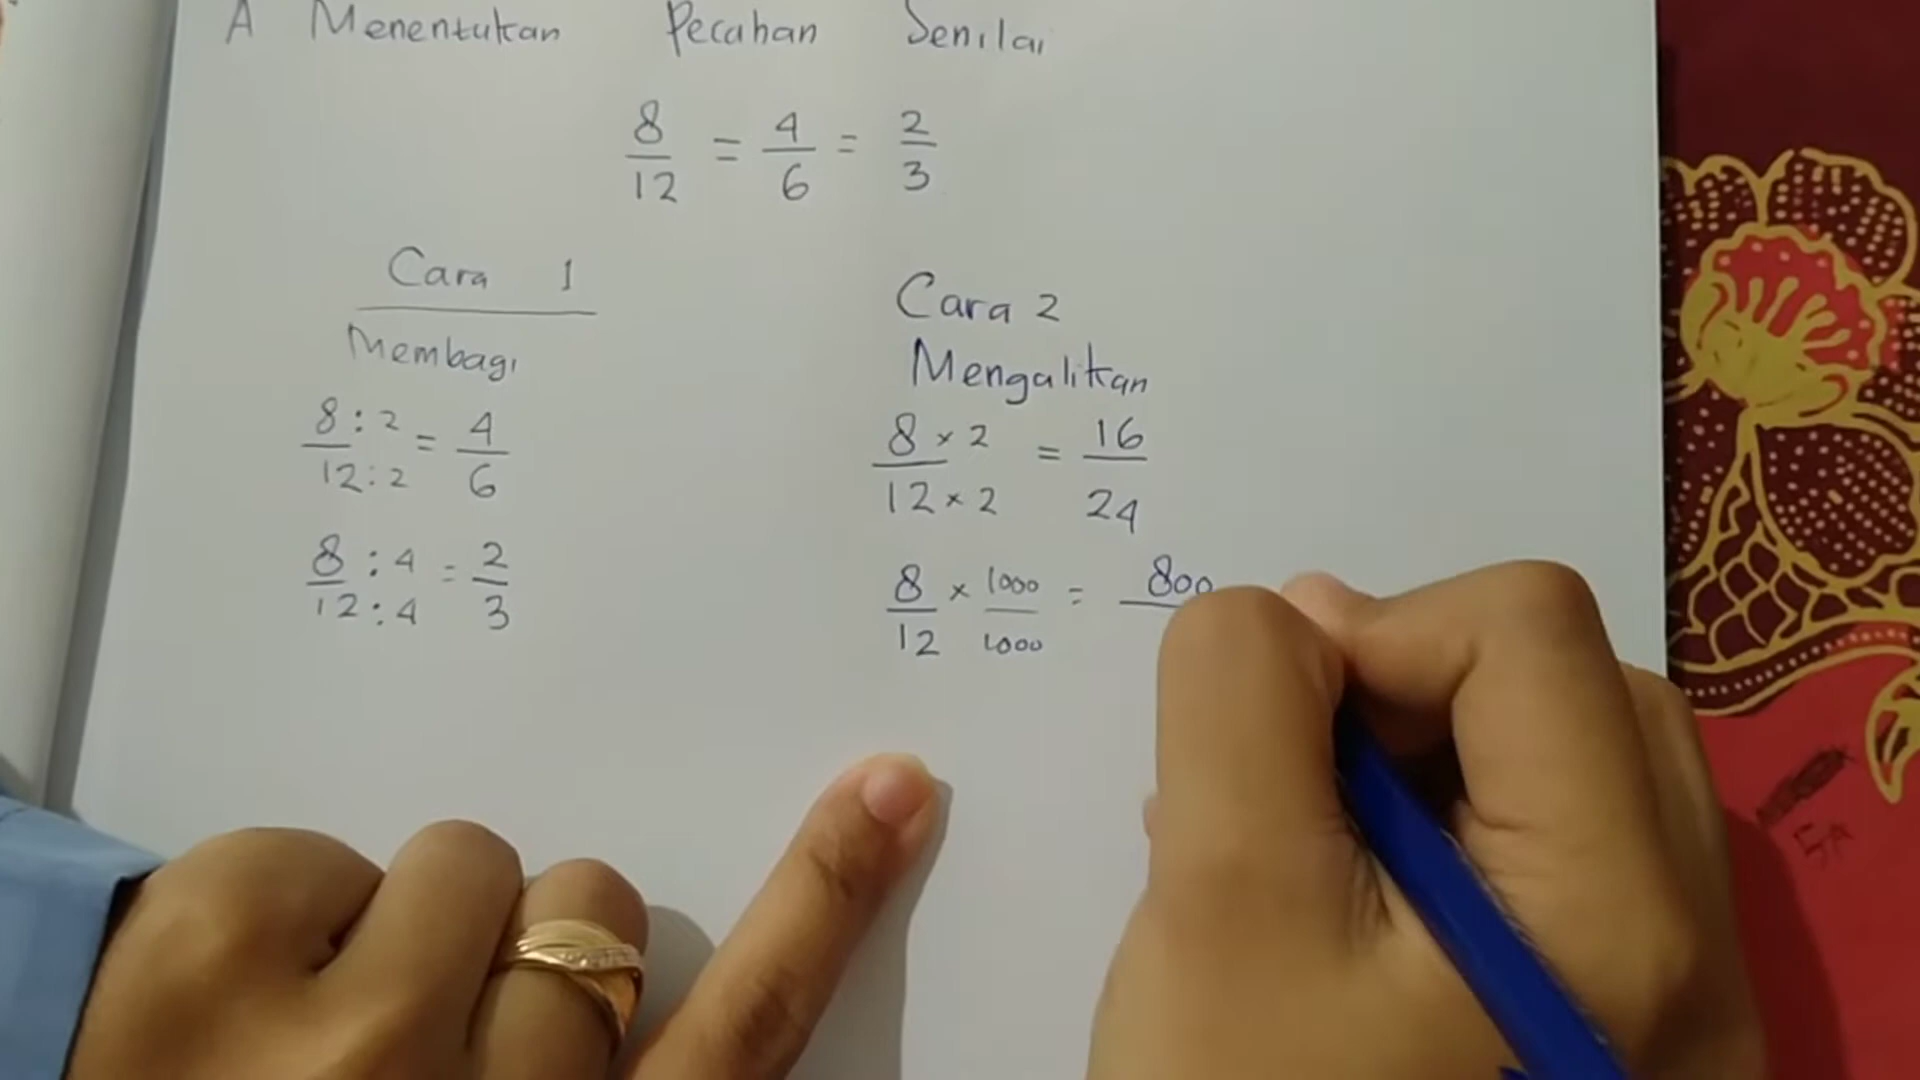 A Menentukan Pecahan Senilai
8/12 = 4/6 = 2/3
Cara 1
Membagi
8 : 2 / 12 : 2 = 4/6
8 : 4 / 12 : 4 = 2/3
Cara 2
Mengalikan
8 × 2 / 12 × 2 = 16/24
8/12 × 1000/1000 = 800
5A